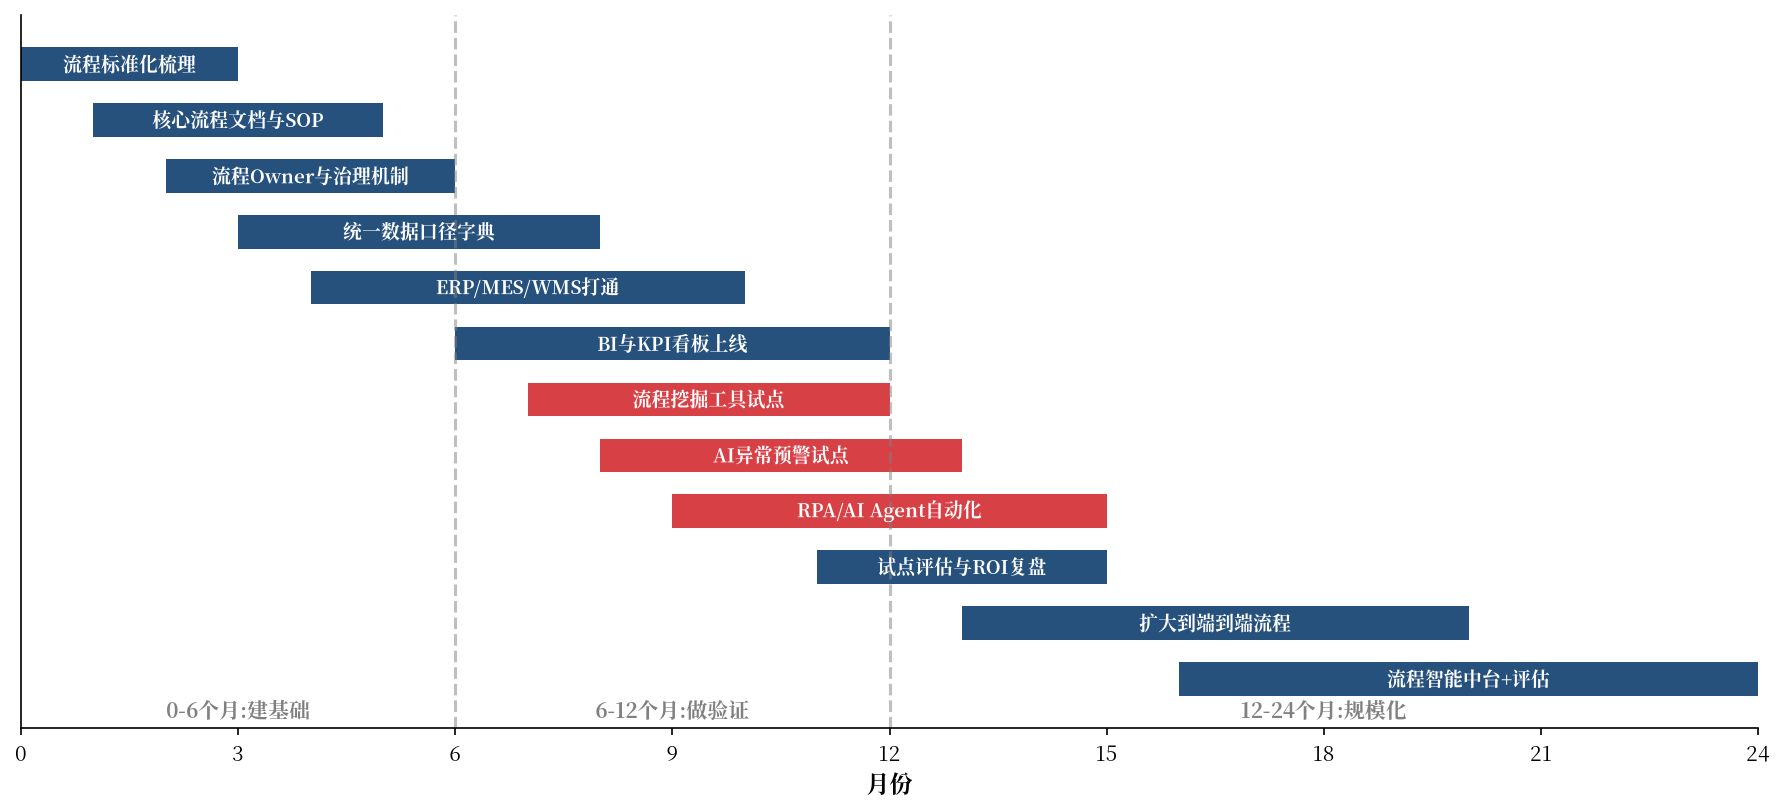 流程标准化梳理
核心流程文档与SOP
流程Owner与治理机制
统一数据口径字典
ERP/MES/WMS打通
BI与KPI看板上线
流程挖掘工具试点
AI异常预警试点
RPA/AI Agent自动化
试点评估与ROI复盘
扩大到端到端流程
流程智能中台+评估
0-6个月:建基础
6-12个月:做验证
12-24个月:规模化
0
3
6
9
12
15
18
21
24
月份